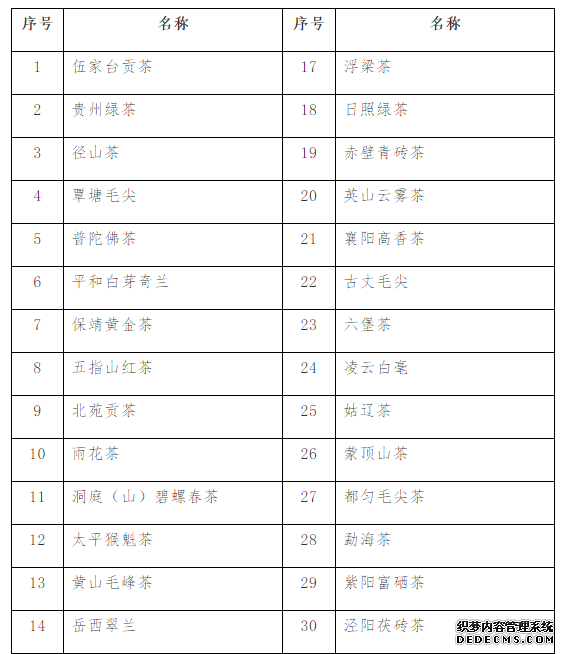 序号 名称 序号 名称
1 伍家台贡茶 17 浮梁茶
2 贵州绿茶 18 日照绿茶
3 径山茶 19 赤壁青砖茶
4 覃塘毛尖 20 英山云雾茶
5 普陀佛茶 21 襄阳高香茶
6 平和白芽奇兰 22 古丈毛尖
7 保靖黄金茶 23 六堡茶
8 五指山红茶 24 凌云白毫
9 北苑贡茶 25 姑辽茶
10 雨花茶 26 蒙顶山茶
11 洞庭（山）碧螺春茶 27 都匀毛尖茶
12 太平猴魁茶 28 勐海茶
13 黄山毛峰茶 29 紫阳富硒茶
14 岳西翠兰 30 泾阳茯砖茶
织梦内容管理系统
DEDECMS.COM